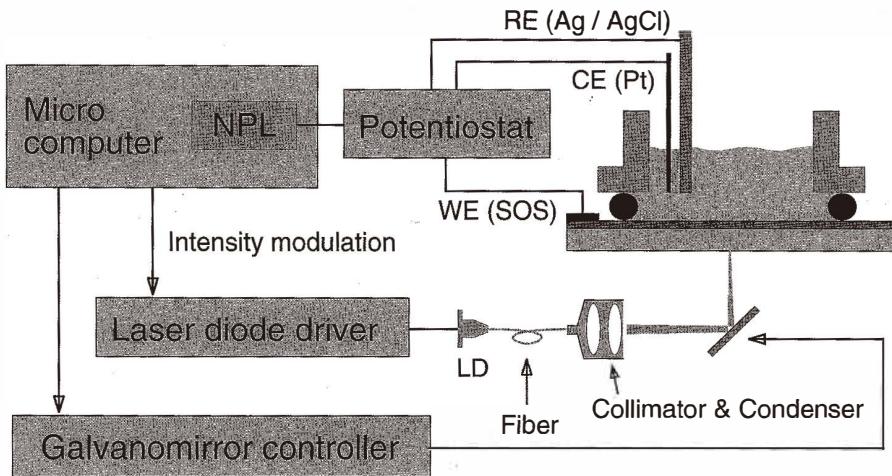 RE (Ag / AgCl)
CE (Pt)
Micro
computer
NPL
Potentiostat
WE (SOS)
Intensity modulation
Laser diode driver
LD
Fiber
Collimator & Condenser
Galvanomirror controller